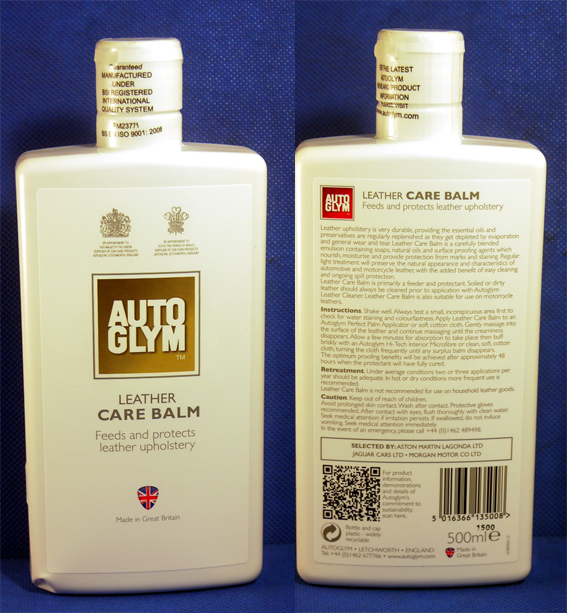 Guaranteed
MANUFACTURED
UNDER
BSI REGISTERED
INTERNATIONAL
QUALITY SYSTEM
FM23771
ISO 9001: 2008
AUTO
GLYM
TM
LEATHER
CARE BALM
Feeds and protects
leather upholstery
Made in Great Britain
THE LATEST
AUTOGLYM
PRODUCT
INFORMATION
VISIT
autoglym.com
AUTO
GLYM
LEATHER CARE BALM
Feeds and protects leather upholstery
Leather upholstery is very durable, providing the essential oils and
preservatives are regularly replenished as they get depleted by evaporation
and general wear and tear. Leather Care Balm is a carefully blended
emulsion containing soaps, natural oils and surface proofing agents which
nourish, moisturise and provide protection from marks and staining. Regular
light treatment will preserve the natural appearance and characteristics of
automotive and motorcycle leather, with the added benefit of easy cleaning
and ongoing spill protection.
Leather Care Balm is primarily a feeder and protectant. Soiled or dirty
leather should always be cleaned prior to application with Autoglym
Leather Cleaner. Leather Care Balm is also suitable for use on motorcycle
leathers.
Instructions. Shake well. Always test a small, inconspicuous area first to
check for water staining and colourfastness. Apply Leather Care Balm to an
Autoglym Perfect Palm Applicator or soft cotton cloth. Gently massage into
the surface of the leather and continue massaging until the creaminess
disappears. Allow a few minutes for absorption to take place then buff
briskly with an Autoglym Hi-Tech Interior Microfibre or clean, soft, cotton
cloth, turning the cloth frequently until any surplus balm disappears.
The optimum proofing benefits will be achieved after approximately 48
hours when the protectant will have fully cured.
Retreatment. Under average conditions two or three applications per
year should be adequate. In hot or dry conditions more frequent use is
recommended.
Leather Care Balm is not recommended for use on household leather goods.
Caution. Keep out of reach of children.
Avoid prolonged skin contact. Wash after contact. Protective gloves
recommended. After contact with eyes, flush thoroughly with clean water.
Seek medical attention if irritation persists. If swallowed, do not induce
vomiting. Seek medical attention immediately.
In the event of an emergency, please call +44 (0)1462 489498.
SELECTED BY: ASTON MARTIN LAGONDA LTD
JAGUAR CARS LTD • MORGAN MOTOR CO LTD
For product
information,
demonstrations
and details of
Autoglym's
commitment to
sustainability,
scan here.
5 016366 135008 >
1500
500ml e
Bottle and cap
plastic - widely
recyclable
AUTOGLYM • LETCHWORTH • ENGLAND
Tel: +44 (0)1462 677766 • www.autoglym.com
Made in
Great Britain